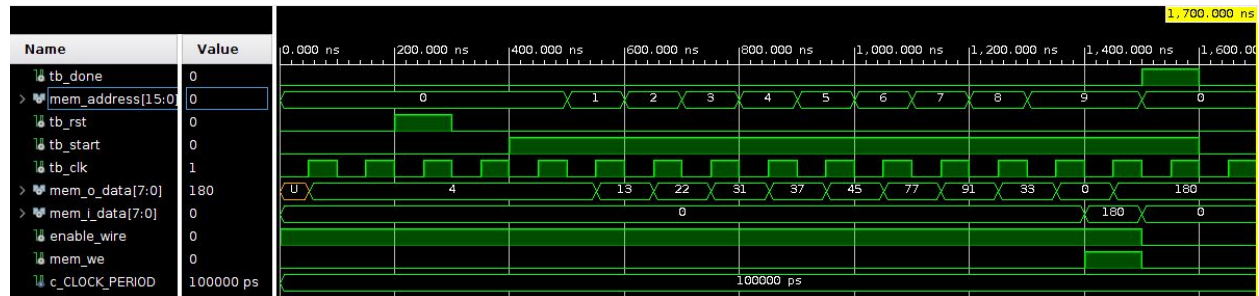 1,700.000 ns
Name Value 0.000 ns 200.000 ns 400.000 ns 600.000 ns 800.000 ns 1,000.000 ns 1,200.000 ns 1,400.000 ns 1,600.00
tb_done 0
mem_address[15:0] 0 0 1 2 3 4 5 6 7 8 9 0
tb_rst 0
tb_start 0
tb_clk 1
mem_o_data[7:0] 180 U 4 13 22 31 37 45 77 91 33 0 180
mem_i_data[7:0] 0 0 180 0
enable_wire 0
mem_we 0
c_CLOCK_PERIOD 100000 ps 100000 ps